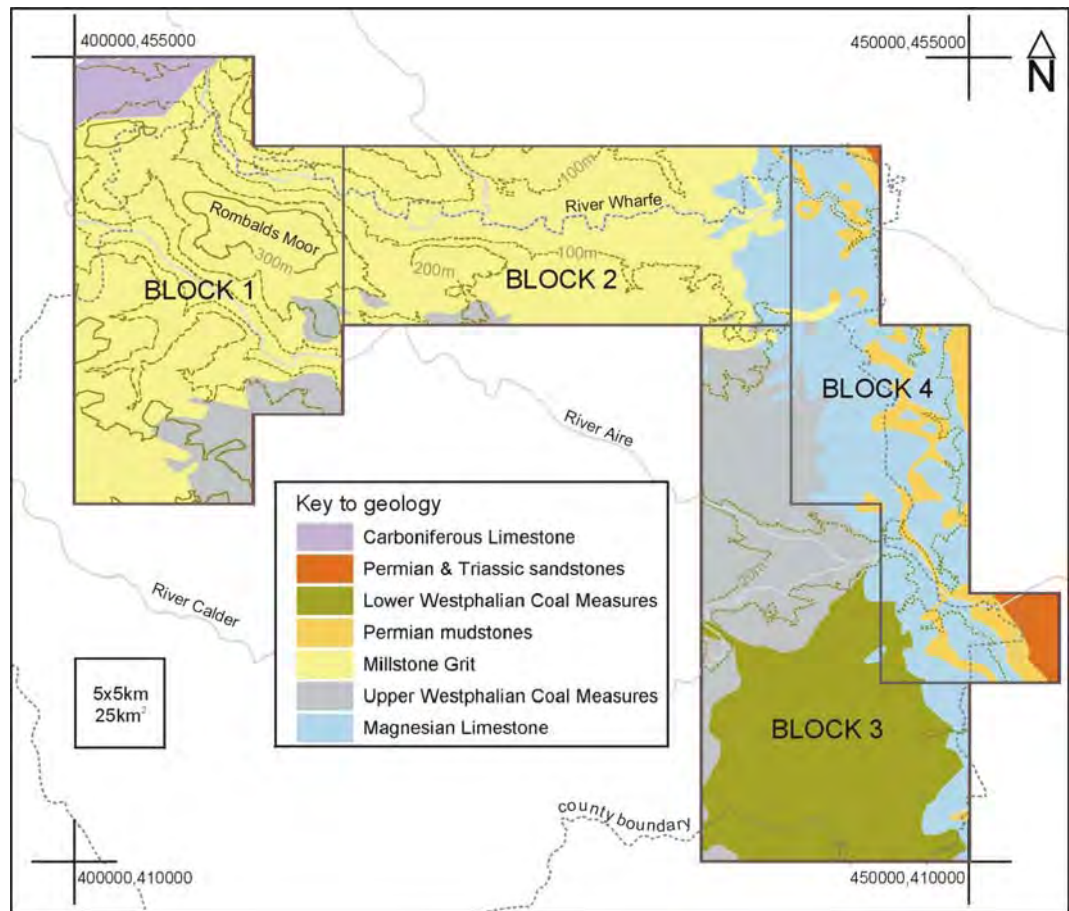 400000,455000
450000,455000
N
100m
River Wharfe
Rombalds Moor
300m
100m
200m
BLOCK 1
BLOCK 2
BLOCK 4
River Aire
Key to geology
Carboniferous Limestone
Permian & Triassic sandstones
Lower Westphalian Coal Measures
Permian mudstones
Millstone Grit
Upper Westphalian Coal Measures
Magnesian Limestone
20m
River Calder
5x5km
25km²
BLOCK 3
county boundary
400000,410000
450000,410000